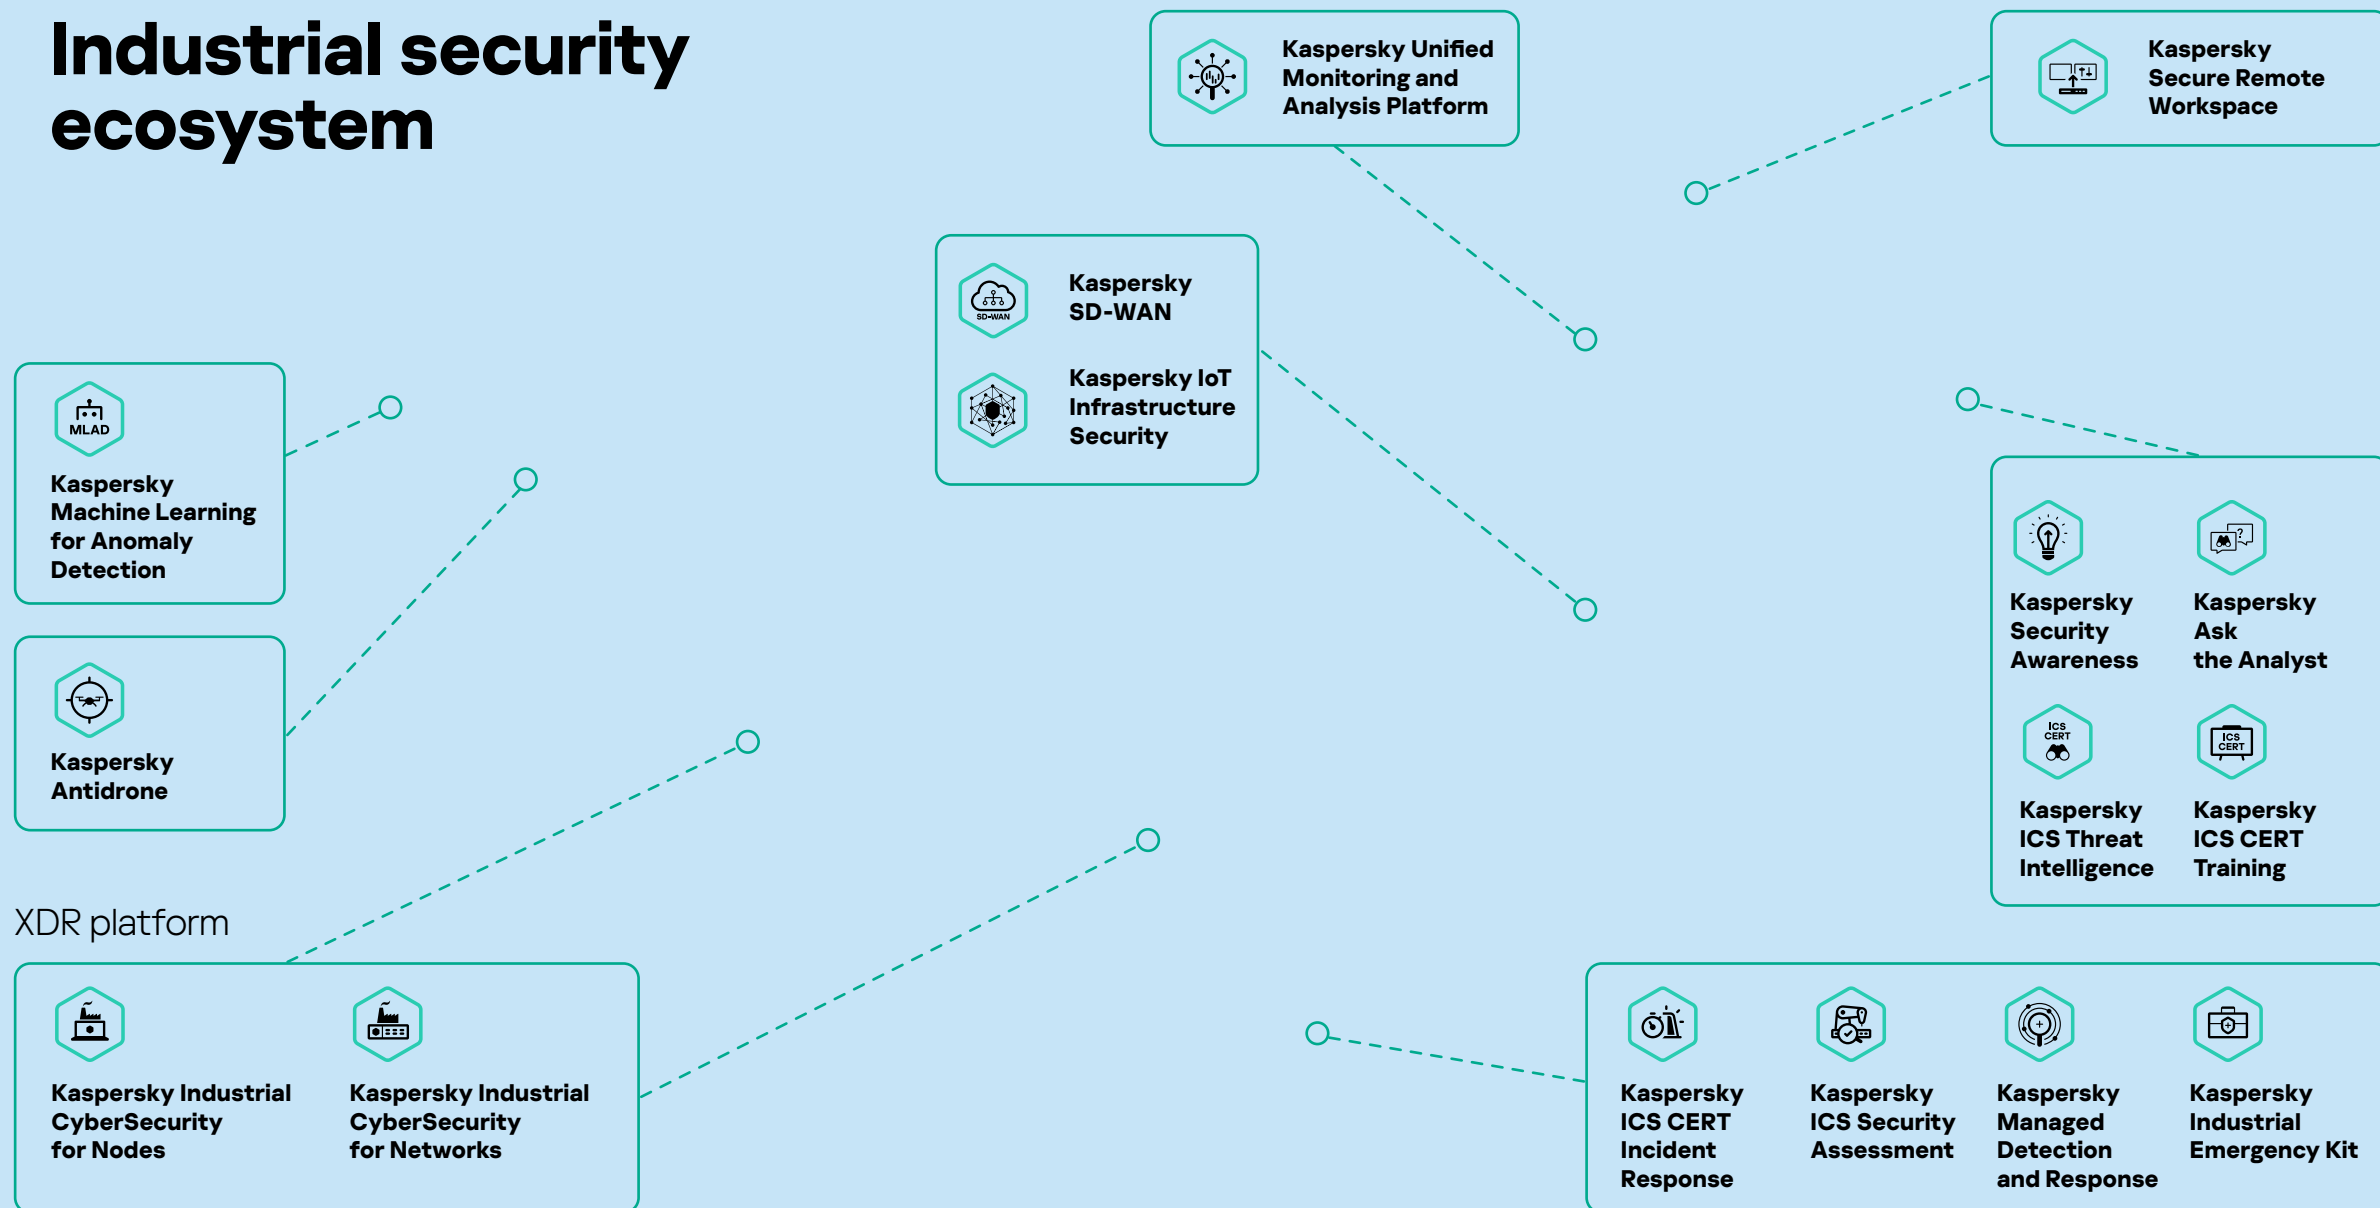 Industrial security
ecosystem
Kaspersky Unified
Monitoring and
Analysis Platform
Kaspersky
Secure Remote
Workspace
SD-WAN
Kaspersky
SD-WAN
Kaspersky IoT
Infrastructure
Security
MLAD
Kaspersky
Machine Learning
for Anomaly
Detection
Kaspersky
Antidrone
?
Kaspersky
Security
Awareness
Kaspersky
Ask
the Analyst
ICS
CERT
Kaspersky
ICS Threat
Intelligence
ICS
CERT
Kaspersky
ICS CERT
Training
XDR platform
Kaspersky Industrial
CyberSecurity
for Nodes
Kaspersky Industrial
CyberSecurity
for Networks
Kaspersky
ICS CERT
Incident
Response
Kaspersky
ICS Security
Assessment
Kaspersky
Managed
Detection
and Response
Kaspersky
Industrial
Emergency Kit